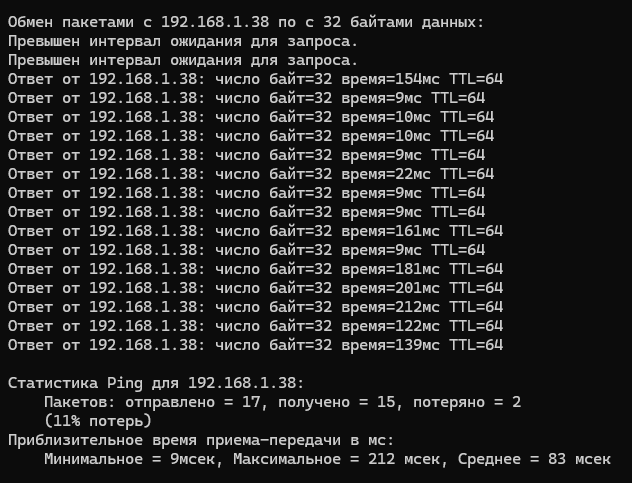 Обмен пакетами с 192.168.1.38 по с 32 байтами данных:
Превышен интервал ожидания для запроса.
Превышен интервал ожидания для запроса.
Ответ от 192.168.1.38: число байт=32 время=154мс TTL=64
Ответ от 192.168.1.38: число байт=32 время=9мс TTL=64
Ответ от 192.168.1.38: число байт=32 время=10мс TTL=64
Ответ от 192.168.1.38: число байт=32 время=10мс TTL=64
Ответ от 192.168.1.38: число байт=32 время=9мс TTL=64
Ответ от 192.168.1.38: число байт=32 время=22мс TTL=64
Ответ от 192.168.1.38: число байт=32 время=9мс TTL=64
Ответ от 192.168.1.38: число байт=32 время=9мс TTL=64
Ответ от 192.168.1.38: число байт=32 время=161мс TTL=64
Ответ от 192.168.1.38: число байт=32 время=9мс TTL=64
Ответ от 192.168.1.38: число байт=32 время=181мс TTL=64
Ответ от 192.168.1.38: число байт=32 время=201мс TTL=64
Ответ от 192.168.1.38: число байт=32 время=212мс TTL=64
Ответ от 192.168.1.38: число байт=32 время=122мс TTL=64
Ответ от 192.168.1.38: число байт=32 время=139мс TTL=64
Статистика Ping для 192.168.1.38:
Пакетов: отправлено = 17, получено = 15, потеряно = 2
(11% потерь)
Приблизительное время приема-передачи в мс:
Минимальное = 9мсек, Максимальное = 212 мсек, Среднее = 83 мсек